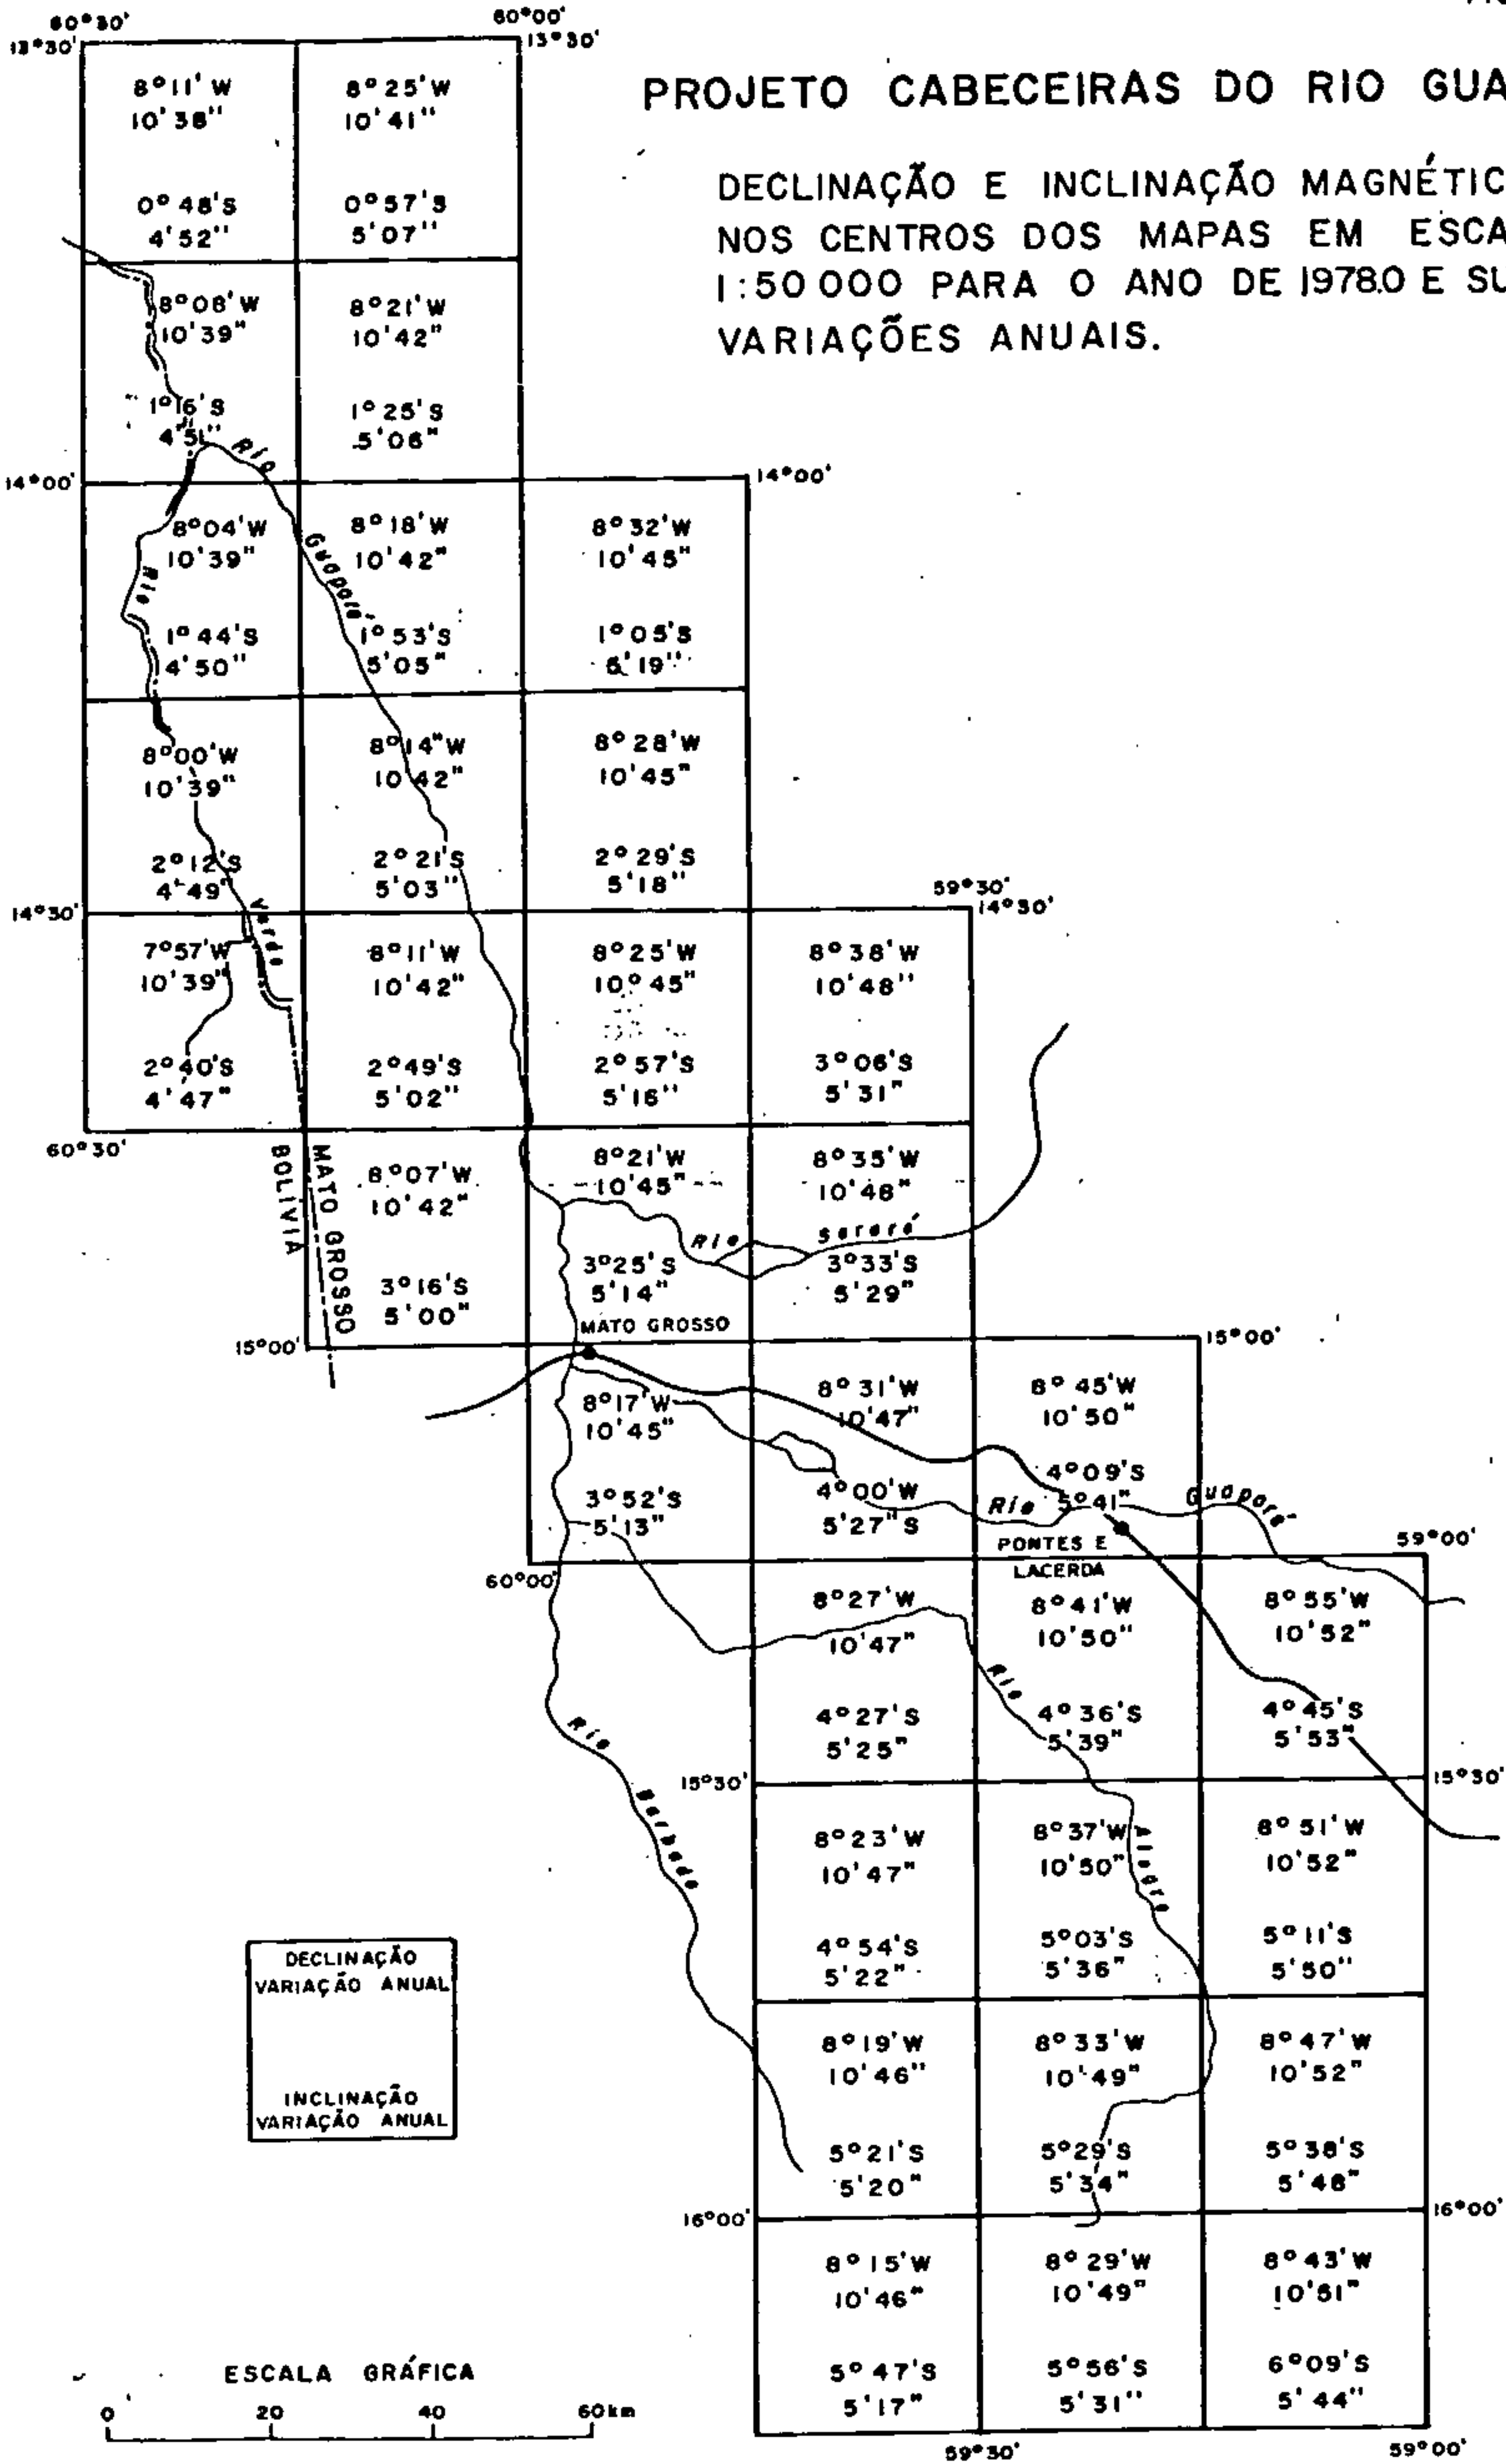 60°30'
60°00'
13°30'
13°30'
PROJETO CABECEIRAS DO RIO GUA
DECLINAÇÃO E INCLINAÇÃO MAGNÉTIC
NOS CENTROS DOS MAPAS EM ESCA
1:50 000 PARA O ANO DE 1978.0 E SU
VARIAÇÕES ANUAIS.
8°11'W 8°25'W
10'38" 10'41"
0°48'S 0°57'S
4'52" 5'07"
8°08'W 8°21'W
10'39" 10'42"
1°16'S 1°25'S
4'51" 5'06"
Rio
14°00' 14°00'
8°04'W 8°18'W 8°32'W
10'39" 10'42" 10'45"
Rio Guaporé
1°44'S 1°53'S 1°05'S
4'50" 5'05" 5'19"
8°00'W 8°14"W 8°28'W
10'39" 10'42" 10'45"
2°12'S 2°21'S 2°29'S
4'49" 5'03" 5'18"
59°30'
14°30' 14°30'
Verde
7°57'W 8°11'W 8°25'W 8°38'W
10'39" 10'42" 10°45" 10'48"
2°40'S 2°49'S 2°57'S 3°06'S
4'47" 5'02" 5'16" 5'31"
60°30'
BOLÍVIA
MATO GROSSO
8°07'W 8°21'W 8°35'W
10'42" 10'45" 10'48"
Rio Sararé
3°16'S 3°25'S 3°33'S
5'00" 5'14" 5'29"
MATO GROSSO
15°00' 15°00'
8°17'W 8°31'W 8°45'W
10'45" 10'47" 10'50"
3°52'S 4°00'W 4°09'S
5'13" 5'27"S 5'41"
Rio Guaporé
PONTES E
LACERDA
60°00'
59°00'
8°27'W 8°41'W 8°55'W
10'47" 10'50" 10'52"
Rio
4°27'S 4°36'S 4°45'S
5'25" 5'39" 5'53"
Rio
15°30' 15°30'
Barbado
Alegre
8°23'W 8°37'W 8°51'W
10'47" 10'50" 10'52"
4°54'S 5°03'S 5°11'S
5'22" 5'36" 5'50"
DECLINAÇÃO
VARIAÇÃO ANUAL
INCLINAÇÃO
VARIAÇÃO ANUAL
8°19'W 8°33'W 8°47'W
10'46" 10'49" 10'52"
5°21'S 5°29'S 5°38'S
5'20" 5'34" 5'48"
16°00' 16°00'
8°15'W 8°29'W 8°43'W
10'46" 10'49" 10'51"
5°47'S 5°56'S 6°09'S
5'17" 5'31" 5'44"
ESCALA GRÁFICA
0 20 40 60km
59°30' 59°00'